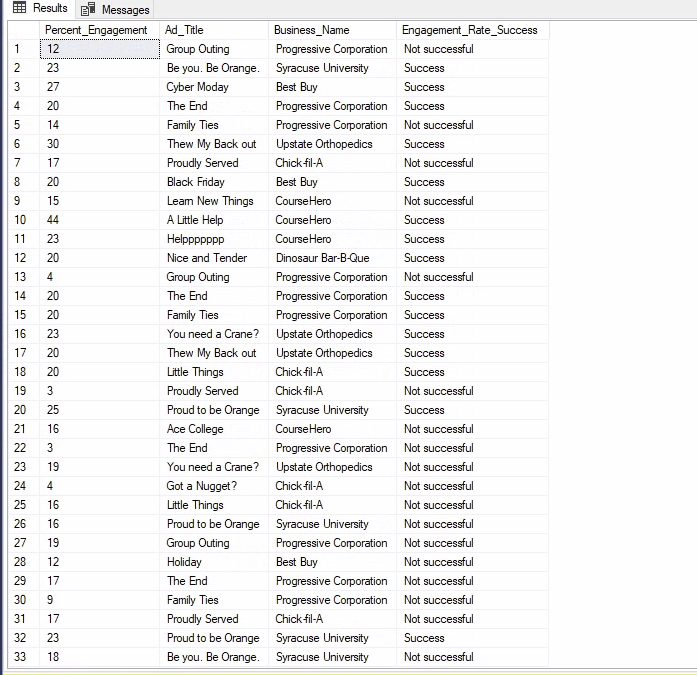 Results Messages
Percent_Engagement Ad_Title Business_Name Engagement_Rate_Success
1 12 Group Outing Progressive Corporation Not successful
2 23 Be you. Be Orange. Syracuse University Success
3 27 Cyber Moday Best Buy Success
4 20 The End Progressive Corporation Success
5 14 Family Ties Progressive Corporation Not successful
6 30 Thew My Back out Upstate Orthopedics Success
7 17 Proudly Served Chick-fil-A Not successful
8 20 Black Friday Best Buy Success
9 15 Learn New Things CourseHero Not successful
10 44 A Little Help CourseHero Success
11 23 Helppppppp CourseHero Success
12 20 Nice and Tender Dinosaur Bar-B-Que Success
13 4 Group Outing Progressive Corporation Not successful
14 20 The End Progressive Corporation Success
15 20 Family Ties Progressive Corporation Success
16 23 You need a Crane? Upstate Orthopedics Success
17 20 Thew My Back out Upstate Orthopedics Success
18 20 Little Things Chick-fil-A Success
19 3 Proudly Served Chick-fil-A Not successful
20 25 Proud to be Orange Syracuse University Success
21 16 Ace College CourseHero Not successful
22 3 The End Progressive Corporation Not successful
23 19 You need a Crane? Upstate Orthopedics Not successful
24 4 Got a Nugget? Chick-fil-A Not successful
25 16 Little Things Chick-fil-A Not successful
26 16 Proud to be Orange Syracuse University Not successful
27 19 Group Outing Progressive Corporation Not successful
28 12 Holiday Best Buy Not successful
29 17 The End Progressive Corporation Not successful
30 9 Family Ties Progressive Corporation Not successful
31 17 Proudly Served Chick-fil-A Not successful
32 23 Proud to be Orange Syracuse University Success
33 18 Be you. Be Orange. Syracuse University Not successful